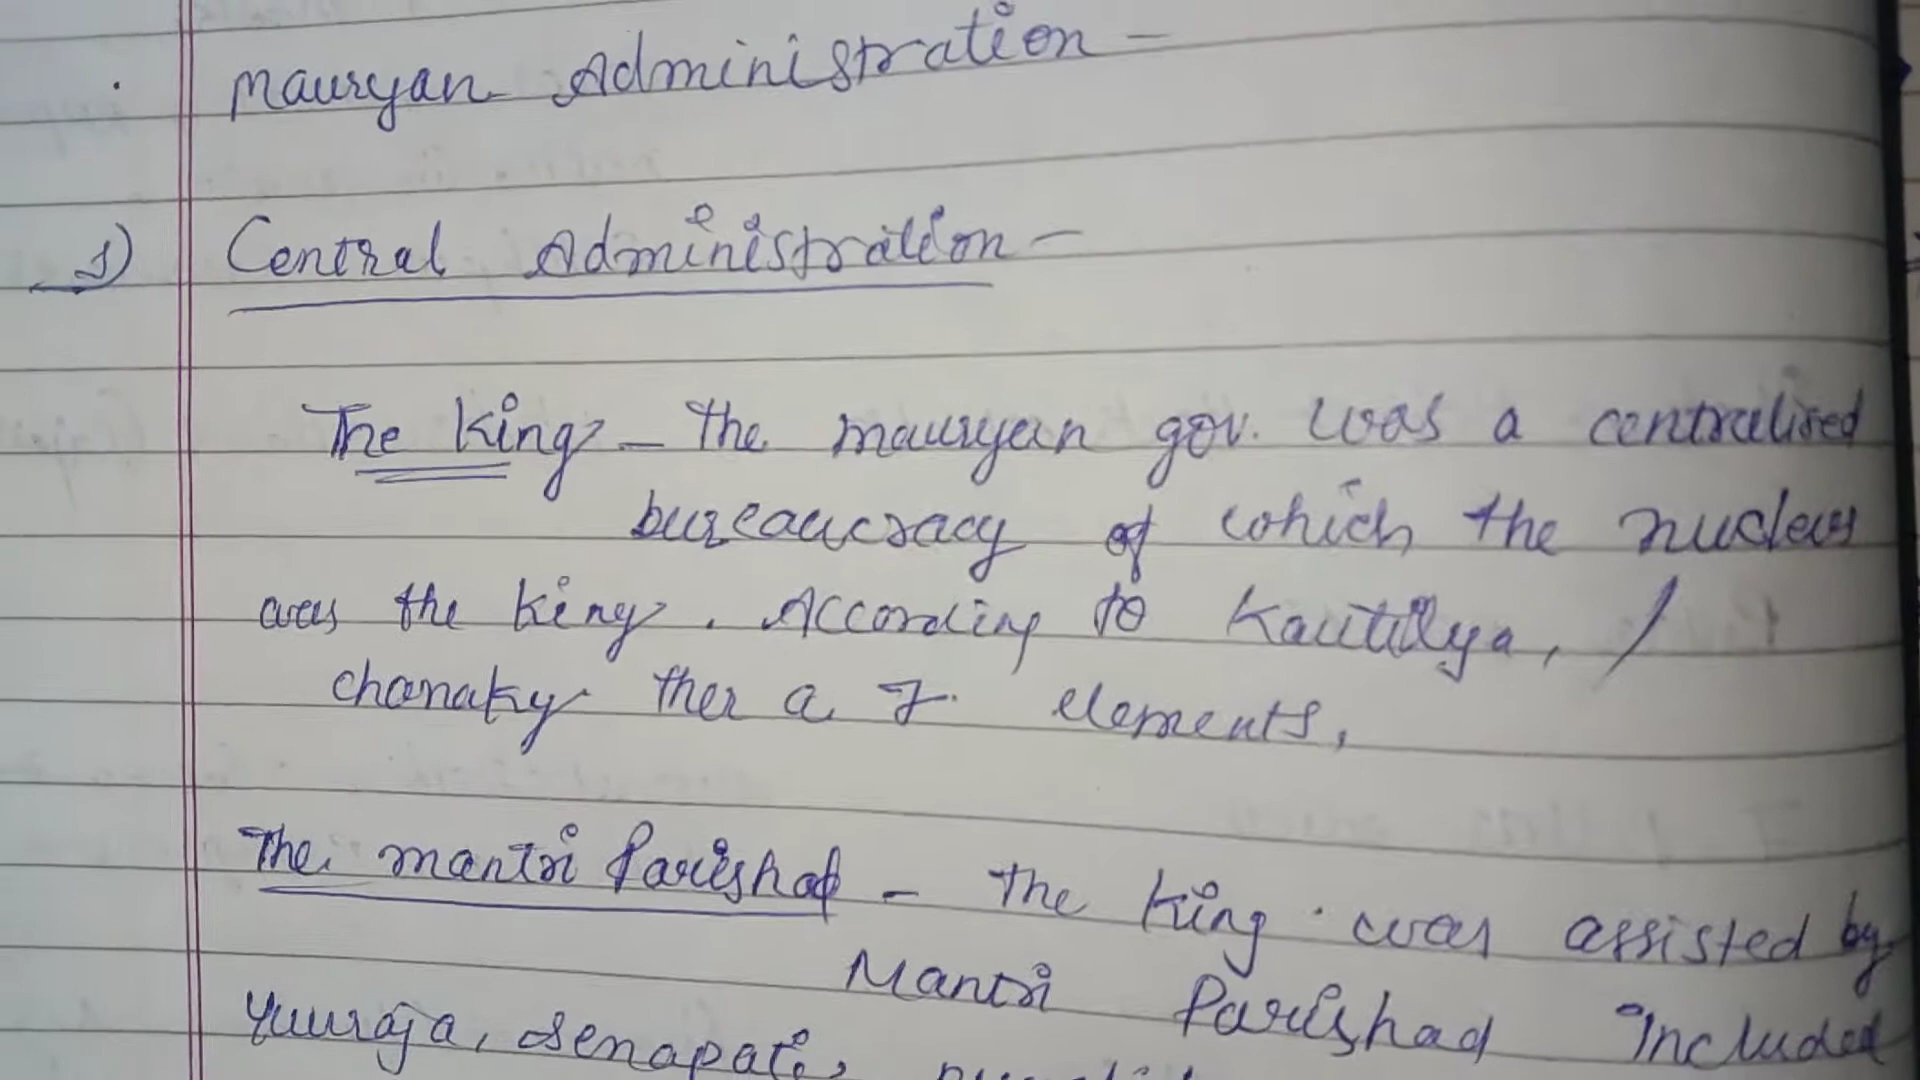 Mauryan Administration -
1) Central Administration -
The King - The mauryan gov. was a centralised
bureaucracy of which the nucleus
was the king. According to Kautilya, /
chanaky ther a 7 elements,
The mantri Parishad - The King was assisted by
Mantri Parishad included
Yuvraja, Senapati,